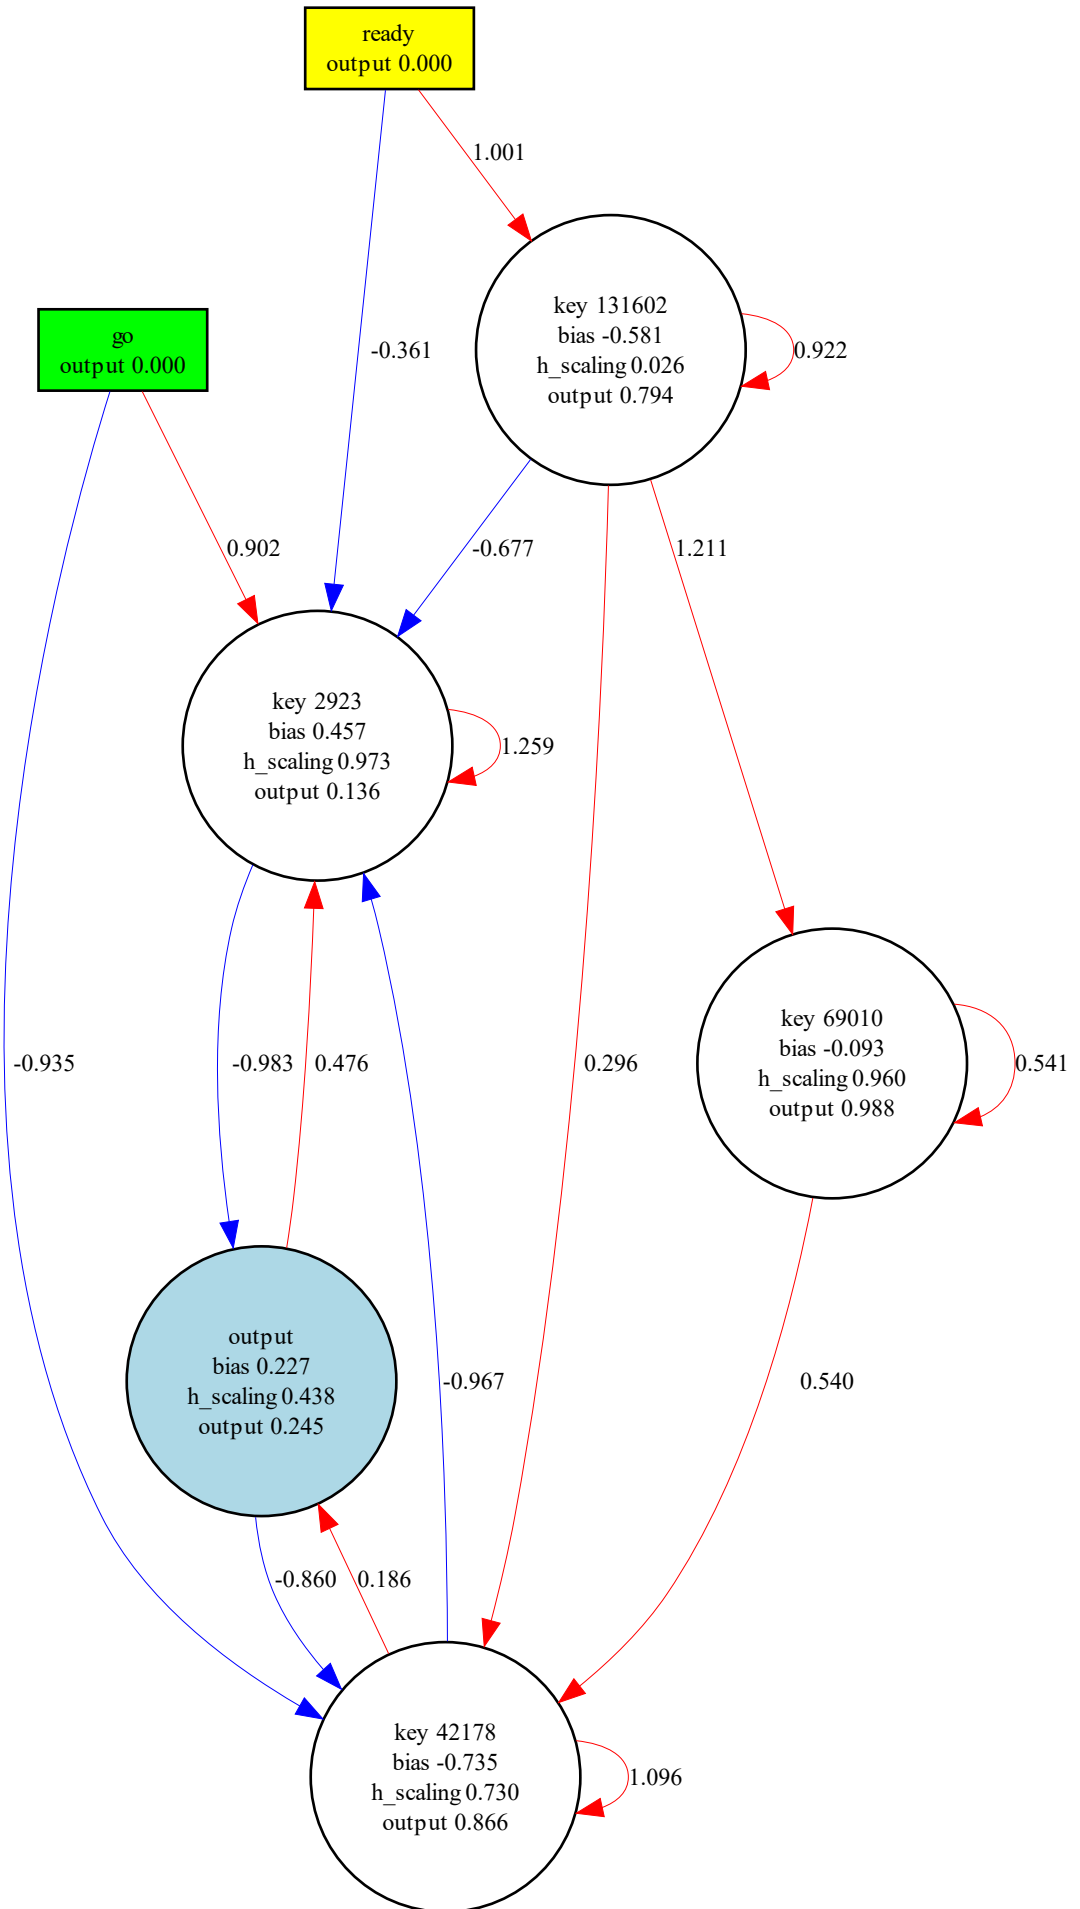 ready
output 0.000
1.001
key 131602
bias -0.581
h_scaling 0.026
output 0.794
0.922
go
output 0.000
-0.361
0.902
-0.677
1.211
key 2923
bias 0.457
h_scaling 0.973
output 0.136
1.259
key 69010
bias -0.093
h_scaling 0.960
output 0.988
0.541
-0.935
-0.983
0.476
0.296
output
bias 0.227
h_scaling 0.438
output 0.245
-0.967
0.540
-0.860
0.186
key 42178
bias -0.735
h_scaling 0.730
output 0.866
1.096